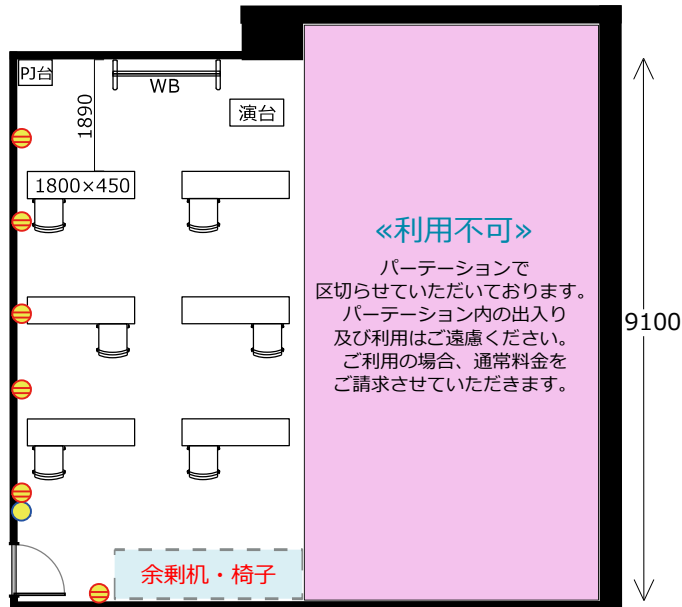 PJ台
WB
演台
1890
1800×450
≪利用不可≫
パーテーションで
区切らせていただいております。
パーテーション内の出入り
及び利用はご遠慮ください。
ご利用の場合、通常料金を
ご請求させていただきます。
9100
余剰机・椅子